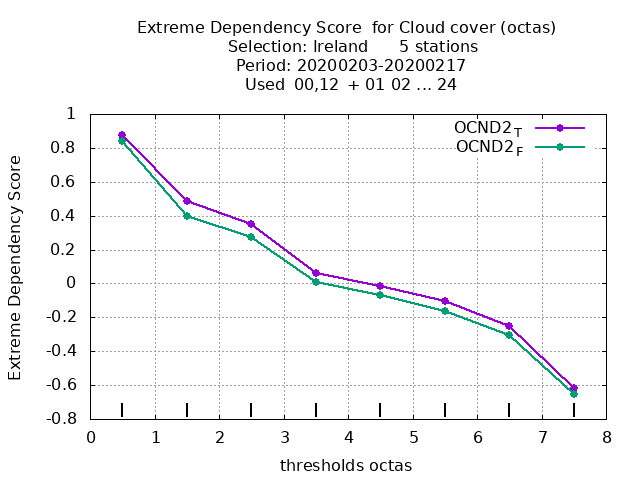 Extreme Dependency Score  for Cloud cover (octas)
Selection: Ireland      5 stations
Period: 20200203-20200217
Used  00,12  + 01 02 ... 24
OCND2T
OCND2F
Extreme Dependency Score
1
0.8
0.6
0.4
0.2
0
-0.2
-0.4
-0.6
-0.8
0 1 2 3 4 5 6 7 8
thresholds octas